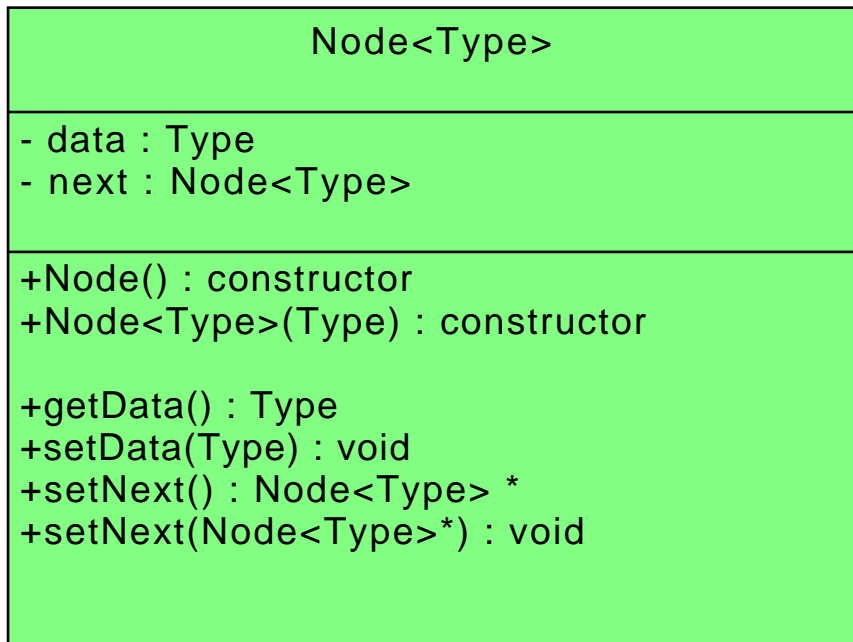 Node<Type>
- data : Type
- next : Node<Type>
+Node() : constructor
+Node<Type>(Type) : constructor
+getData() : Type
+setData(Type) : void
+setNext() : Node<Type> *
+setNext(Node<Type>*) : void